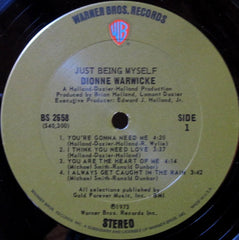 WARNER BROS. RECORDS
WB
JUST BEING MYSELF
DIONNE WARWICKE
A Holland-Dozier-Holland Production
Produced by Brian Holland, Lamont Dozier
Executive Producer: Edward J. Holland, Jr.
BS 2658
SIDE
(S40,200)
1
1. YOU'RE GONNA NEED ME 4:20
(Holland-Dozier-Holland-R. Wylie)
2. I THINK YOU NEED LOVE 3:37
(Holland-Dozier-Holland)
3. YOU ARE THE HEART OF ME 4:54
(Michael Smith-Ronald Dunbar)
4. I ALWAYS GET CAUGHT IN THE RAIN 3:42
(Michael Smith-Ronald Dunbar)
All selections published by
Gold Forever Music, Inc. - BMI
©1973
Warner Bros. Records Inc.
STEREO